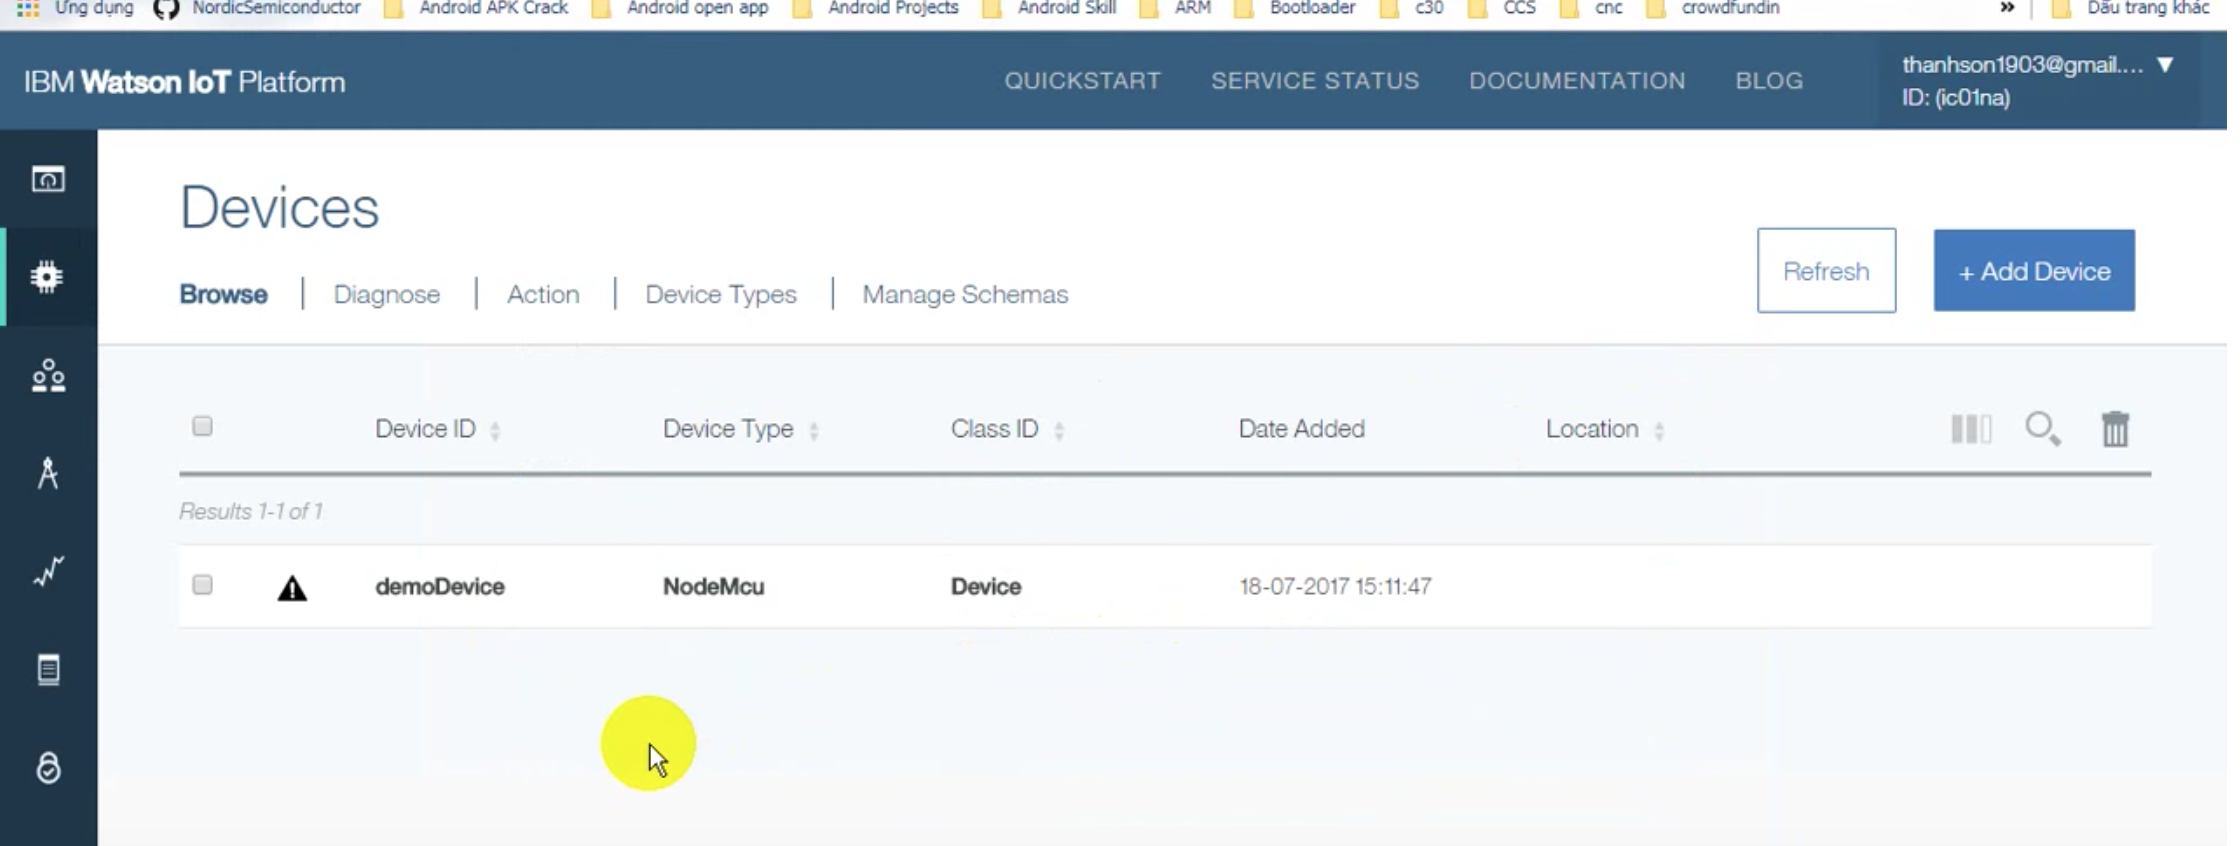 Ứng dụng NordicSemiconductor Android APK Crack Android open app Android Projects Android Skill ARM Bootloader c30 CCS cnc crowdfundin » Dấu trang khác
IBM Watson IoT Platform QUICKSTART SERVICE STATUS DOCUMENTATION BLOG thanhson1903@gmail.... ▼
ID: (ic01na)
Devices
Browse | Diagnose | Action | Device Types | Manage Schemas Refresh + Add Device
Device ID Device Type Class ID Date Added Location
Results 1-1 of 1
demoDevice NodeMcu Device 18-07-2017 15:11:47